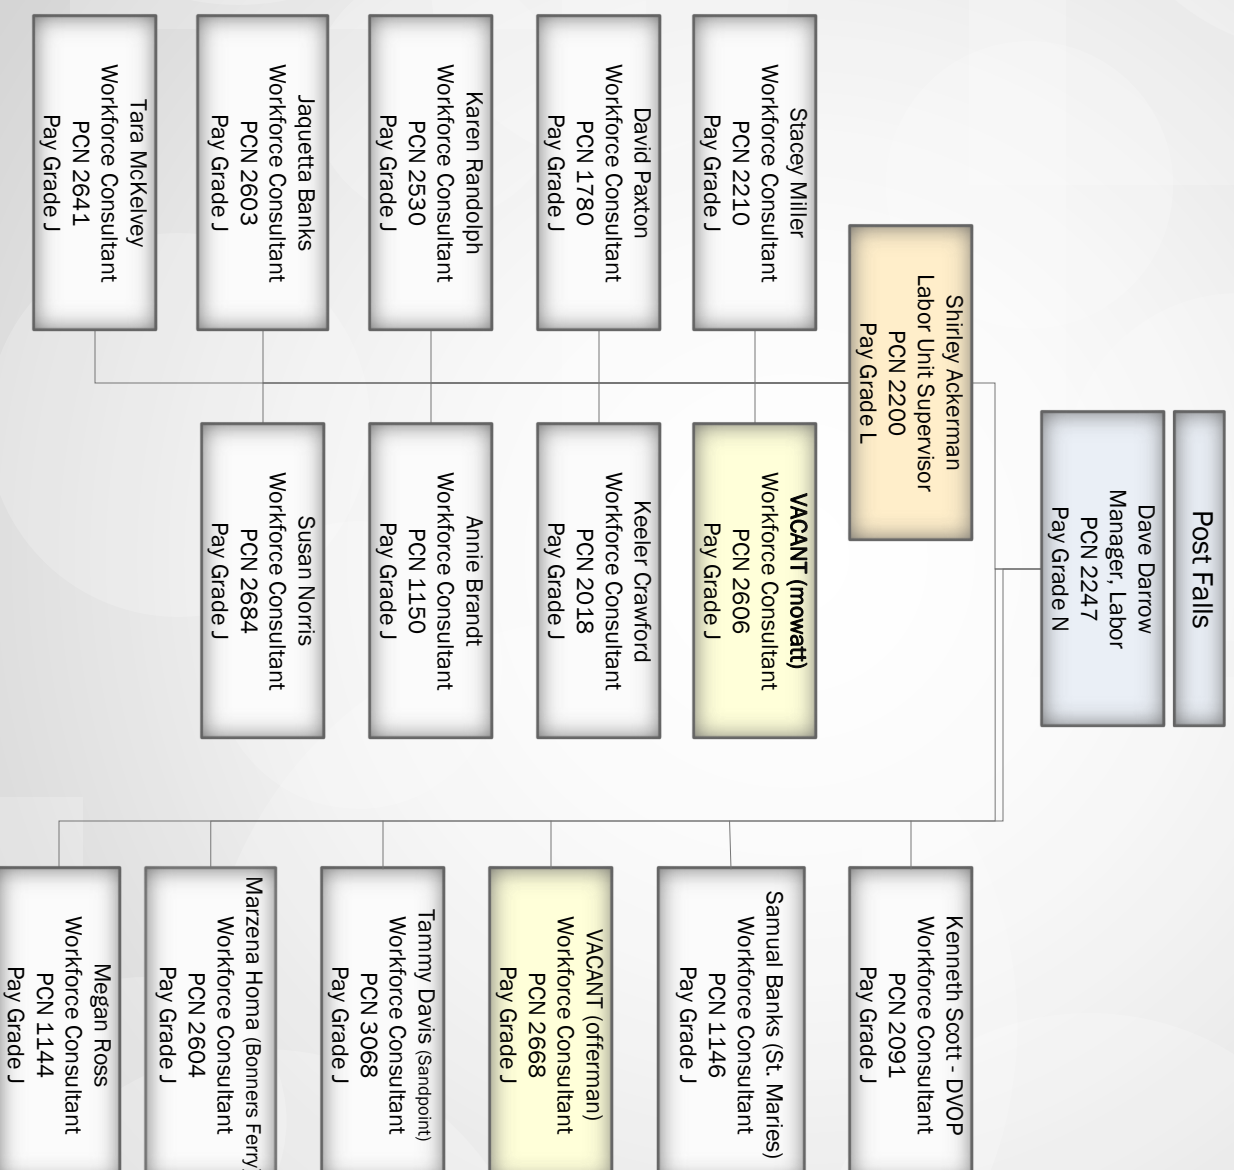 Post Falls
Dave Darrow
Manager, Labor
PCN 2247
Pay Grade N
Shirley Ackerman
Labor Unit Supervisor
PCN 2200
Pay Grade L
Stacey Miller
Workforce Consultant
PCN 2210
Pay Grade J
VACANT (mowatt)
Workforce Consultant
PCN 2606
Pay Grade J
David Paxton
Workforce Consultant
PCN 1780
Pay Grade J
Keeler Crawford
Workforce Consultant
PCN 2018
Pay Grade J
Karen Randolph
Workforce Consultant
PCN 2530
Pay Grade J
Annie Brandt
Workforce Consultant
PCN 1150
Pay Grade J
Jaquetta Banks
Workforce Consultant
PCN 2603
Pay Grade J
Susan Norris
Workforce Consultant
PCN 2684
Pay Grade J
Tara McKelvey
Workforce Consultant
PCN 2641
Pay Grade J
Kenneth Scott - DVOP
Workforce Consultant
PCN 2091
Pay Grade J
Samual Banks (St. Maries)
Workforce Consultant
PCN 1146
Pay Grade J
VACANT (offerman)
Workforce Consultant
PCN 2668
Pay Grade J
Tammy Davis (Sandpoint)
Workforce Consultant
PCN 3068
Pay Grade J
Marzena Homa (Bonners Ferry)
Workforce Consultant
PCN 2604
Pay Grade J
Megan Ross
Workforce Consultant
PCN 1144
Pay Grade J